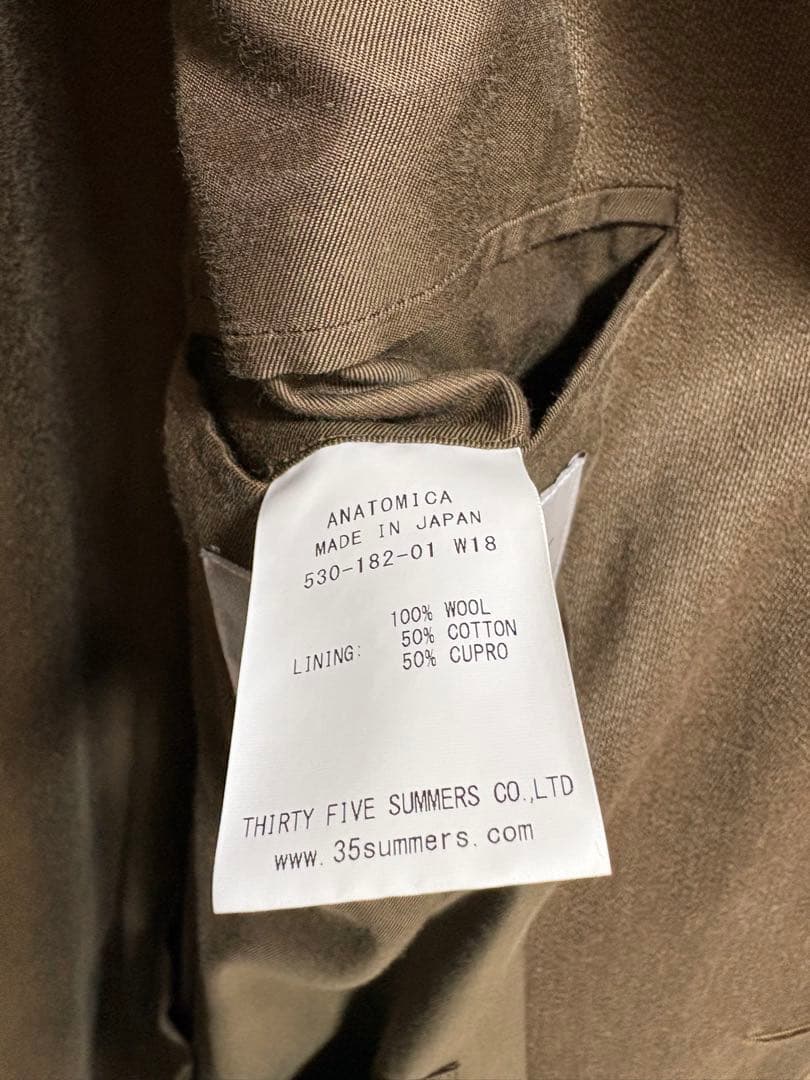 ANATOMICA
MADE IN JAPAN
530-182-01 W18
100% WOOL
LINING: 50% COTTON
50% CUPRO
THIRTY FIVE SUMMERS CO.,LTD
www.35summers.com